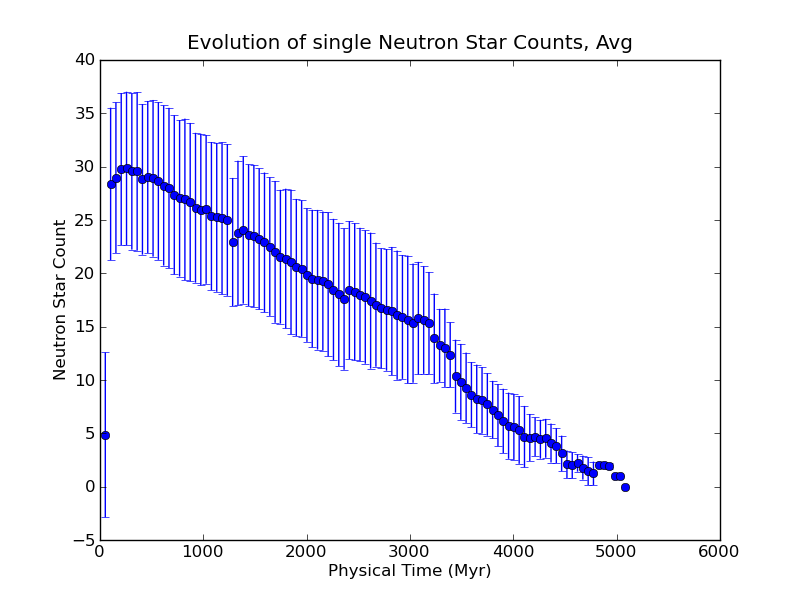 Evolution of single Neutron Star Counts, Avg
40
35
30
25
20
15
10
5
0
−5
Neutron Star Count
0 1000 2000 3000 4000 5000 6000
Physical Time (Myr)